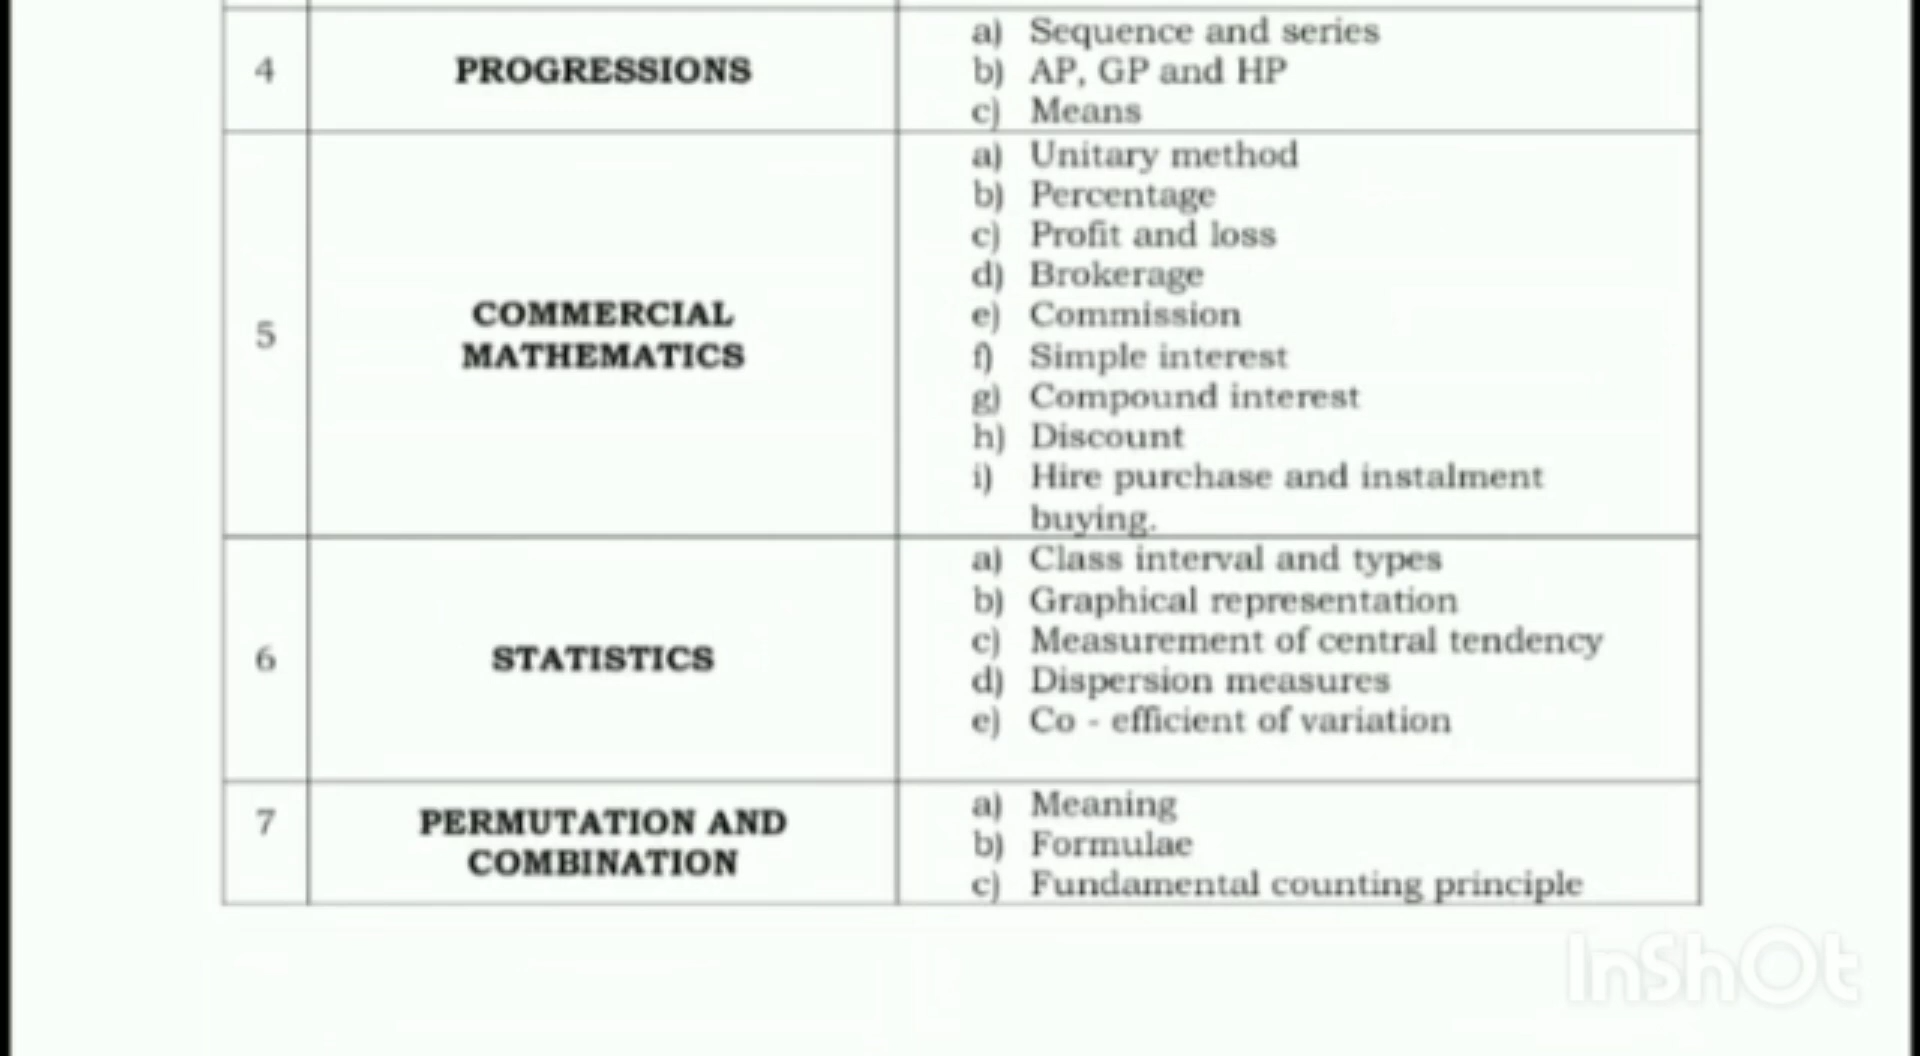 4
PROGRESSIONS
a) Sequence and series
b) AP, GP and HP
c) Means
5
COMMERCIAL
MATHEMATICS
a) Unitary method
b) Percentage
c) Profit and loss
d) Brokerage
e) Commission
f) Simple interest
g) Compound interest
h) Discount
i) Hire purchase and instalment
buying.
6
STATISTICS
a) Class interval and types
b) Graphical representation
c) Measurement of central tendency
d) Dispersion measures
e) Co - efficient of variation
7
PERMUTATION AND
COMBINATION
a) Meaning
b) Formulae
c) Fundamental counting principle
InShOt